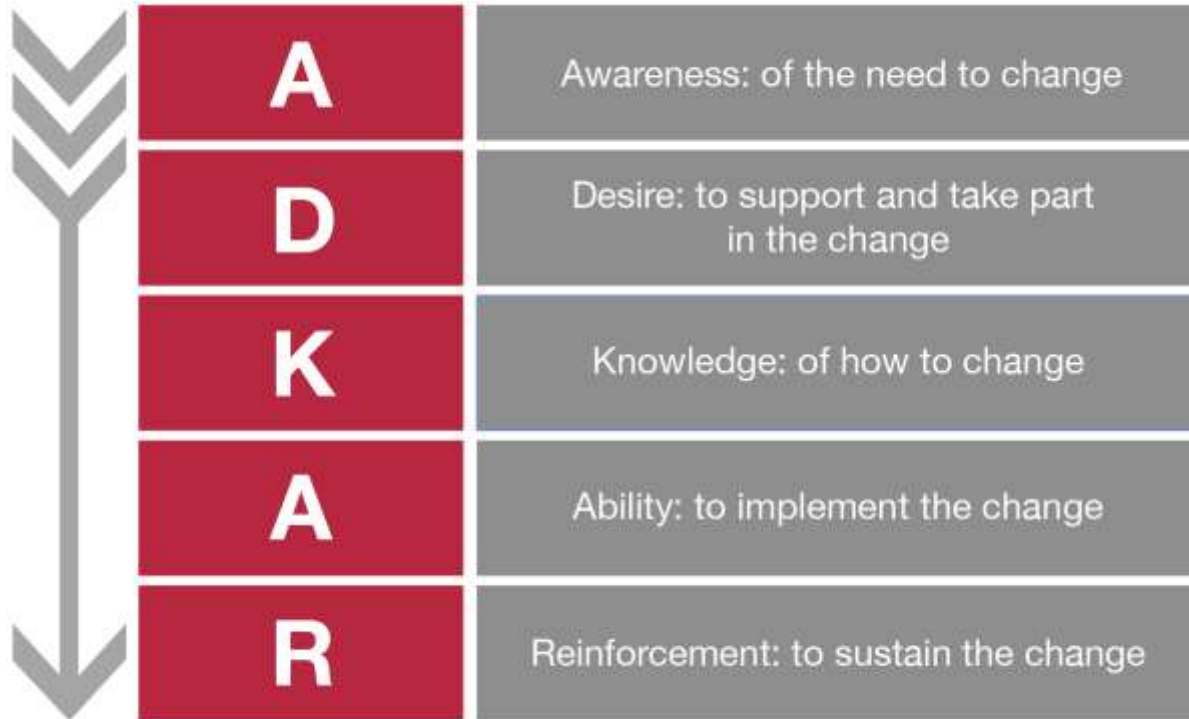 A
Awareness: of the need to change
D
Desire: to support and take part
in the change
K
Knowledge: of how to change
A
Ability: to implement the change
R
Reinforcement: to sustain the change